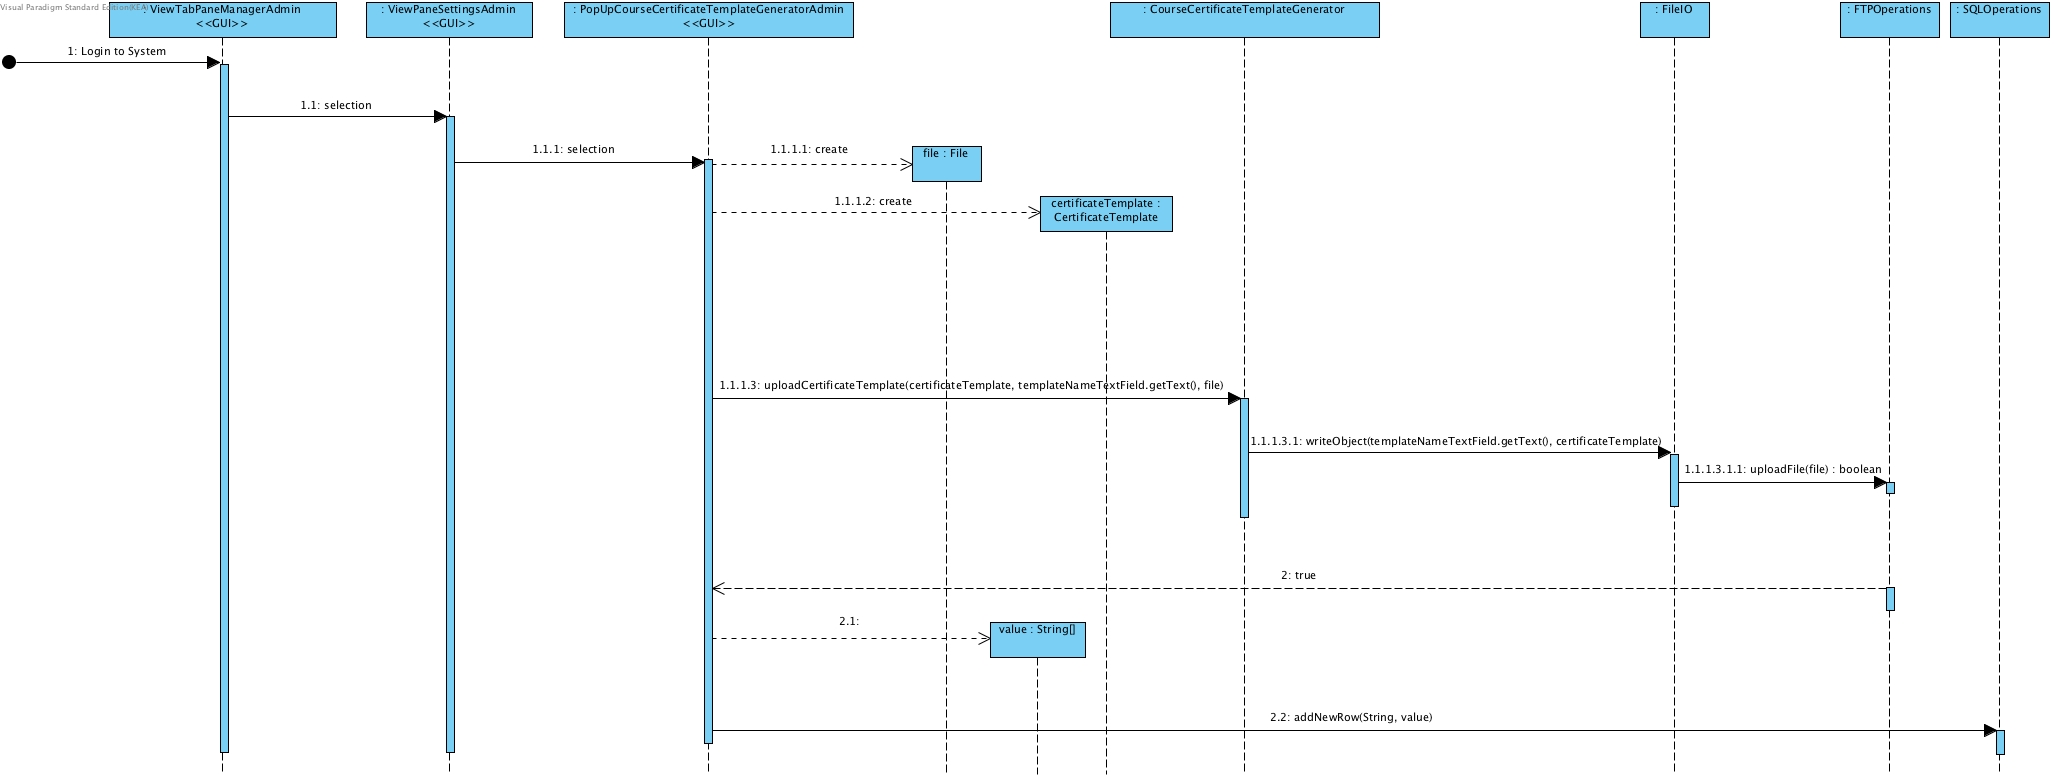 Visual Paradigm Standard Edition(KEA)
: ViewTabPaneManagerAdmin
<<GUI>>
: ViewPaneSettingsAdmin
<<GUI>>
: PopUpCourseCertificateTemplateGeneratorAdmin
<<GUI>>
: CourseCertificateTemplateGenerator
: FileIO
: FTPOperations
: SQLOperations
1: Login to System
1.1: selection
1.1.1: selection
1.1.1.1: create
file : File
1.1.1.2: create
certificateTemplate :
CertificateTemplate
1.1.1.3: uploadCertificateTemplate(certificateTemplate, templateNameTextField.getText(), file)
1.1.1.3.1: writeObject(templateNameTextField.getText(), certificateTemplate)
1.1.1.3.1.1: uploadFile(file) : boolean
2: true
2.1:
value : String[]
2.2: addNewRow(String, value)